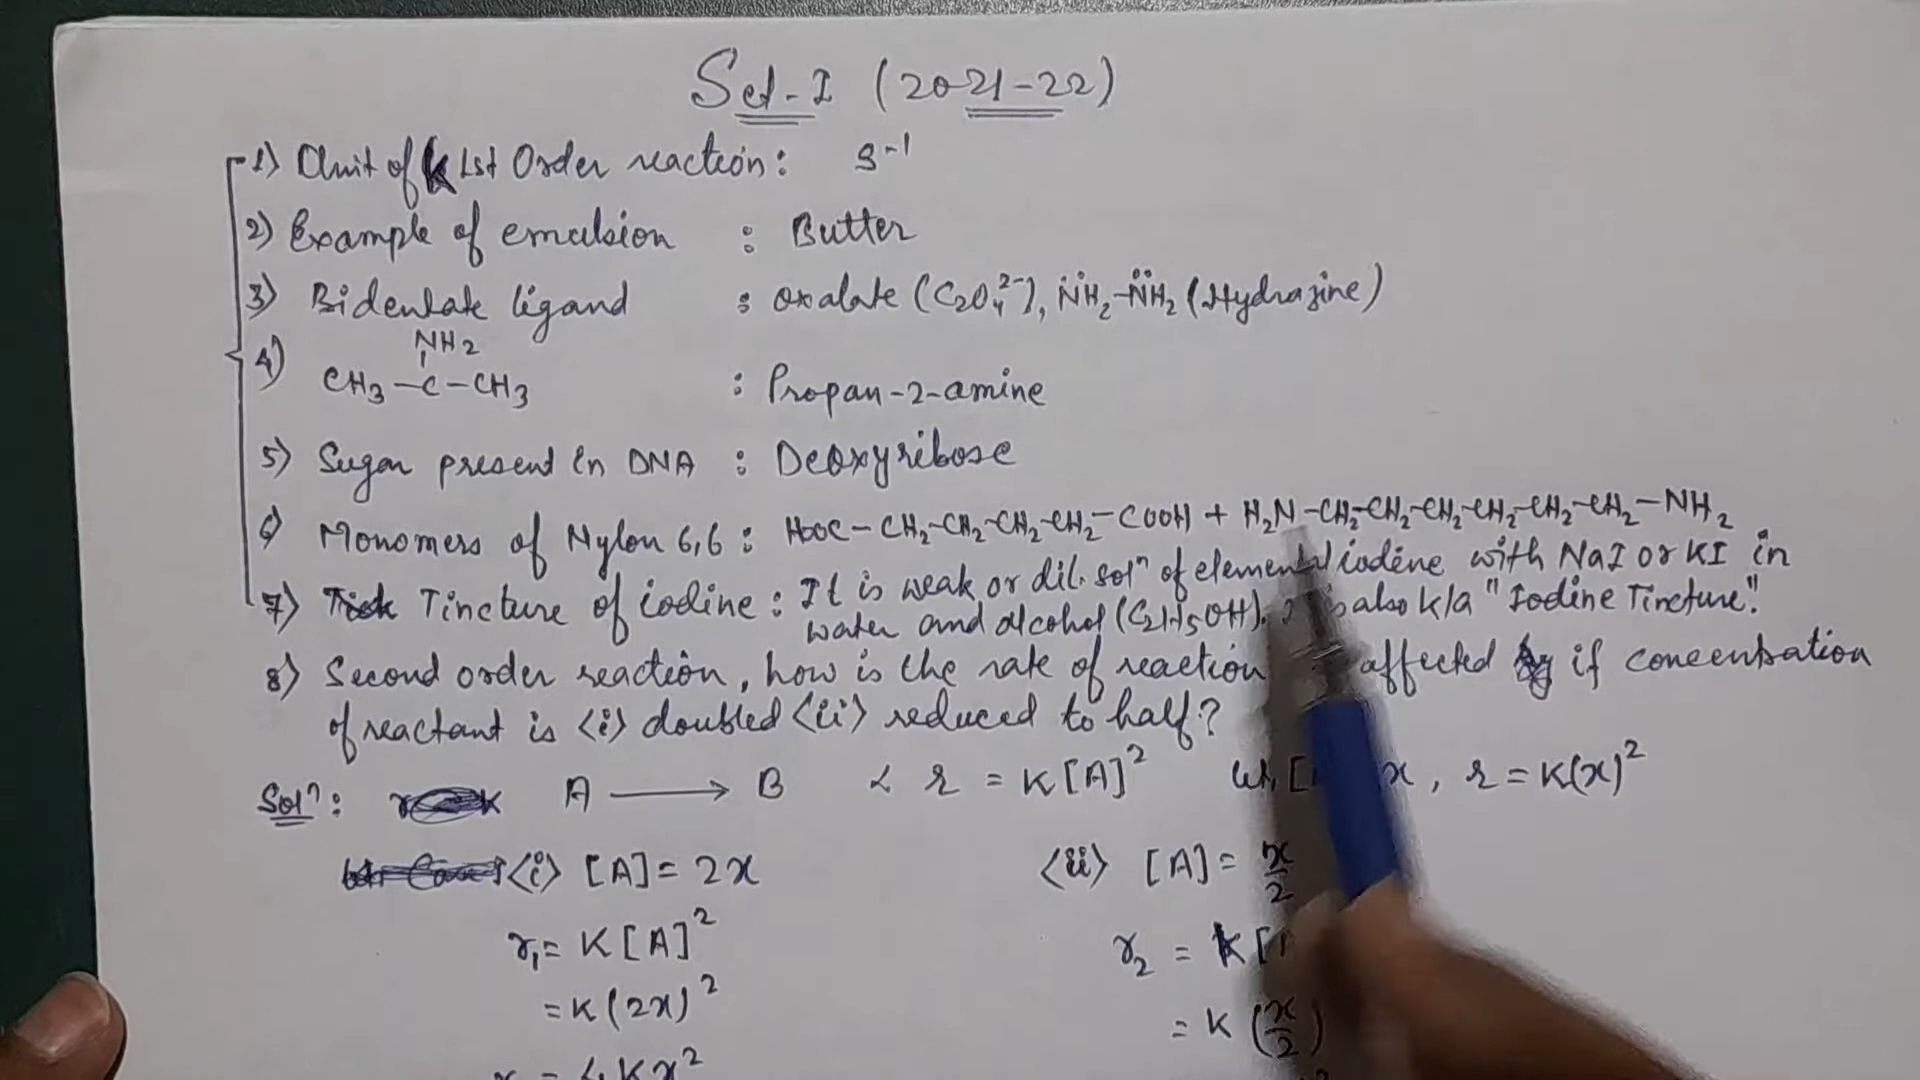 Set-I (2021-22)
1) Unit of k 1st Order reaction: s⁻¹
2) Example of emulsion : Butter
3) Bidentate ligand : oxalate (C₂O₄²⁻), N̈H₂-N̈H₂ (Hydrazine)
NH₂
4) CH₃-C-CH₃ : Propan-2-amine
5) Sugar present in DNA : Deoxyribose
6) Monomers of Nylon 6,6 : HOOC-CH₂-CH₂-CH₂-CH₂-COOH + H₂N-CH₂-CH₂-CH₂-CH₂-CH₂-CH₂-NH₂
7) Tincture of iodine : It is weak or dil. solⁿ of elemental iodine with NaI or KI in
water and alcohol (C₂H₅OH). also k/a "Iodine Tincture".
8) Second order reaction, how is the rate of reaction affected if concentration
of reactant is <i> doubled <ii> reduced to half?
Solⁿ: A ⟶ B & r = K[A]² x, r = K(x)²
<i> [A] = 2x <ii> [A] = x/2
r₁ = K[A]² r₂ = k[
= K(2x)² = K(x/2)
= 4Kx²